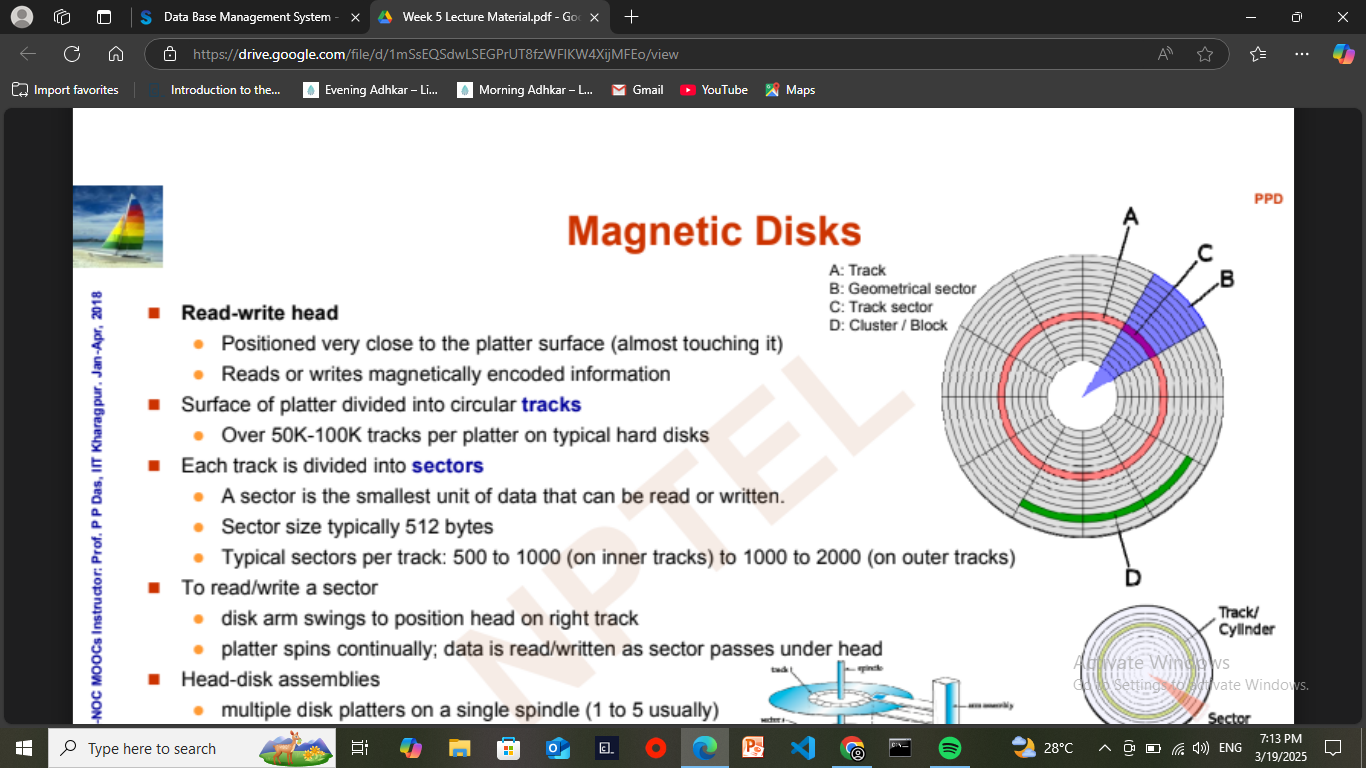 Data Base Management System -
Week 5 Lecture Material.pdf - Goo
https://drive.google.com/file/d/1mSsEQSdwLSEGPrUT8fzWFlKW4XijMFEo/view
Import favorites
Introduction to the...
Evening Adhkar – Li...
Morning Adhkar – L...
Gmail
YouTube
Maps
PPD
Magnetic Disks
A: Track
B: Geometrical sector
C: Track sector
D: Cluster / Block
A
C
B
D
Read-write head
Positioned very close to the platter surface (almost touching it)
Reads or writes magnetically encoded information
Surface of platter divided into circular tracks
Over 50K-100K tracks per platter on typical hard disks
Each track is divided into sectors
A sector is the smallest unit of data that can be read or written.
Sector size typically 512 bytes
Typical sectors per track: 500 to 1000 (on inner tracks) to 1000 to 2000 (on outer tracks)
To read/write a sector
disk arm swings to position head on right track
platter spins continually; data is read/written as sector passes under head
Head-disk assemblies
multiple disk platters on a single spindle (1 to 5 usually)
-NOC MOOCs Instructor: Prof. P P Das, IIT Kharagpur. Jan-Apr, 2018
NPTEL
track t
spindle
arm assembly
sector s
Track/
Cylinder
Sector
Activate Windows
Go to Settings to activate Windows.
Type here to search
28°C
ENG
7:13 PM
3/19/2025